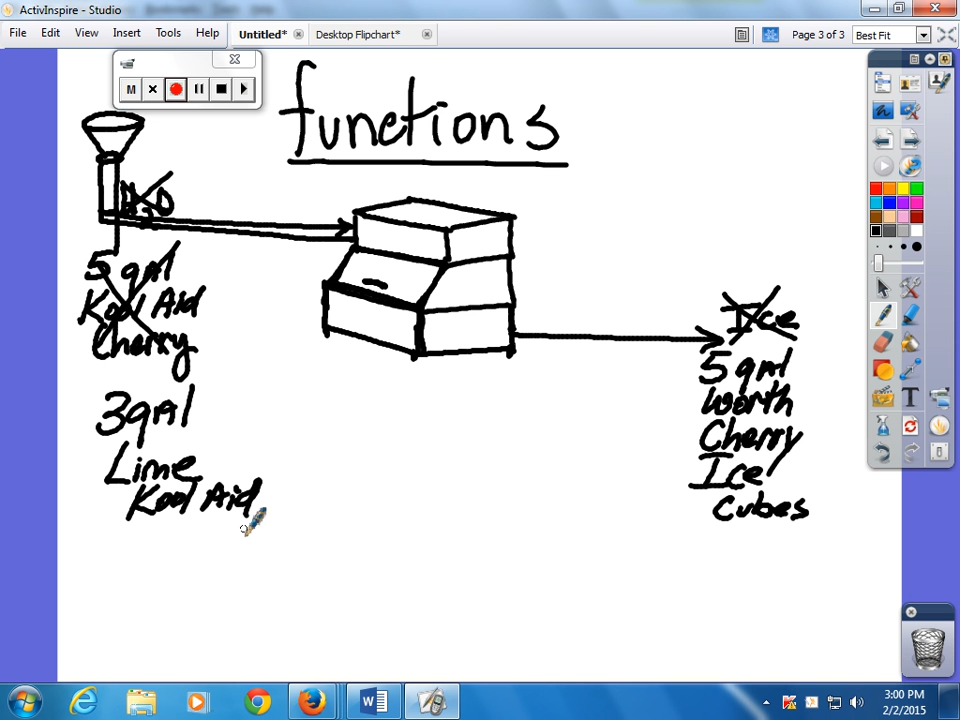 ActivInspire - Studio
File Edit View Insert Tools Help Untitled* Desktop Flipchart* Page 3 of 3 Best Fit
M
functions
H2O
5 gal
Kool Aid
Cherry
3gAl
Lime
Kool Aid
Ice
5 gAl
Worth
Cherry
Ice
Cubes
T
W
3:00 PM
2/2/2015